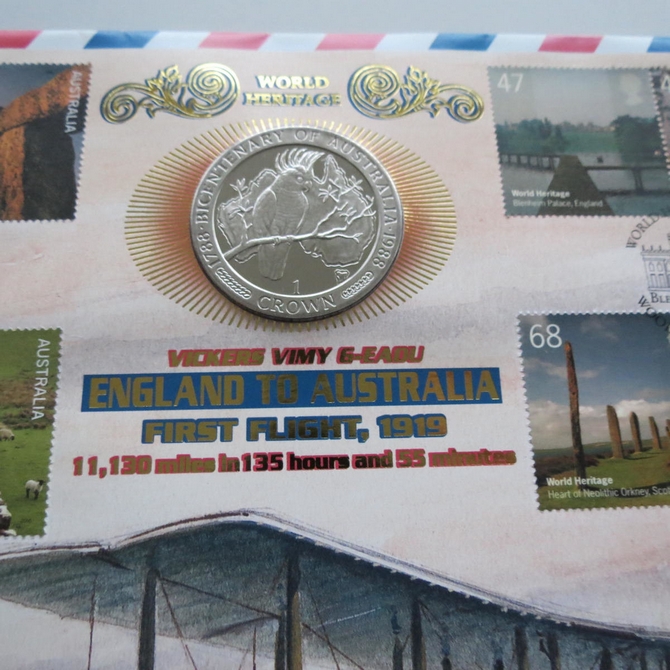 AUSTRALIA
WORLD
HERITAGE
47
World Heritage
Blenheim Palace, England
1788·BICENTENARY OF AUSTRALIA·1988
1
CROWN
AUSTRALIA
VICKERS VIMY G-EAOU
ENGLAND TO AUSTRALIA
FIRST FLIGHT, 1919
11,130 miles in 135 hours and 55 minutes
68
World Heritage
Heart of Neolithic Orkney,